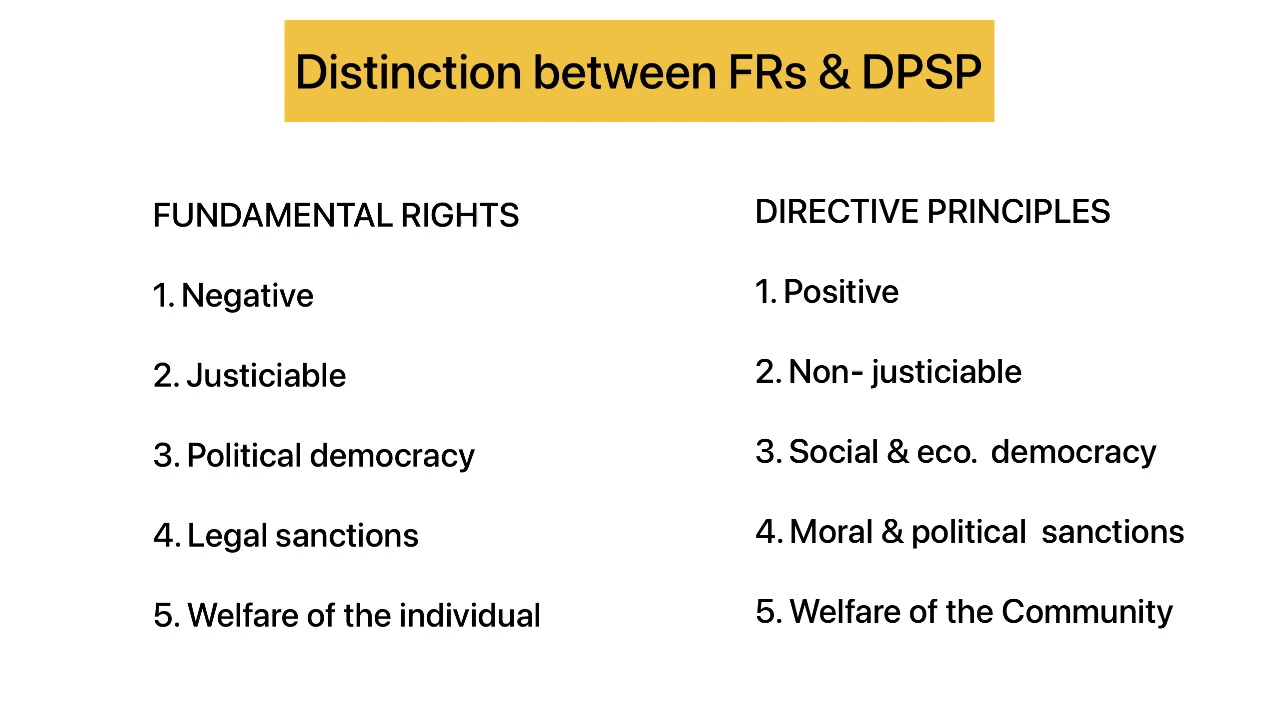 Distinction between FRs & DPSP
FUNDAMENTAL RIGHTS
1. Negative
2. Justiciable
3. Political democracy
4. Legal sanctions
5. Welfare of the individual
DIRECTIVE PRINCIPLES
1. Positive
2. Non- justiciable
3. Social & eco.  democracy
4. Moral & political  sanctions
5. Welfare of the Community